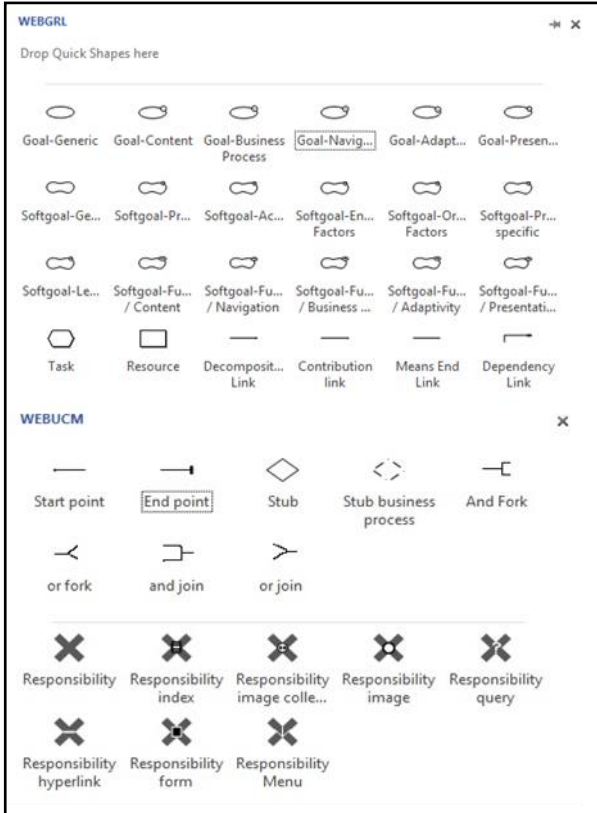 WEBGRL
Drop Quick Shapes here
Goal-Generic Goal-Content Goal-Business Goal-Navig... Goal-Adapt... Goal-Presen...
Process
Softgoal-Ge... Softgoal-Pr... Softgoal-Ac... Softgoal-En... Softgoal-Or... Softgoal-Pr...
Factors Factors specific
Softgoal-Le... Softgoal-Fu... Softgoal-Fu... Softgoal-Fu... Softgoal-Fu... Softgoal-Fu...
/ Content / Navigation / Business ... / Adaptivity / Presentati...
Task Resource Decomposit... Contribution Means End Dependency
Link link Link Link
WEBUCM
Start point End point Stub Stub business And Fork
process
or fork and join or join
Responsibility Responsibility Responsibility Responsibility Responsibility
index image colle... image query
Responsibility Responsibility Responsibility
hyperlink form Menu